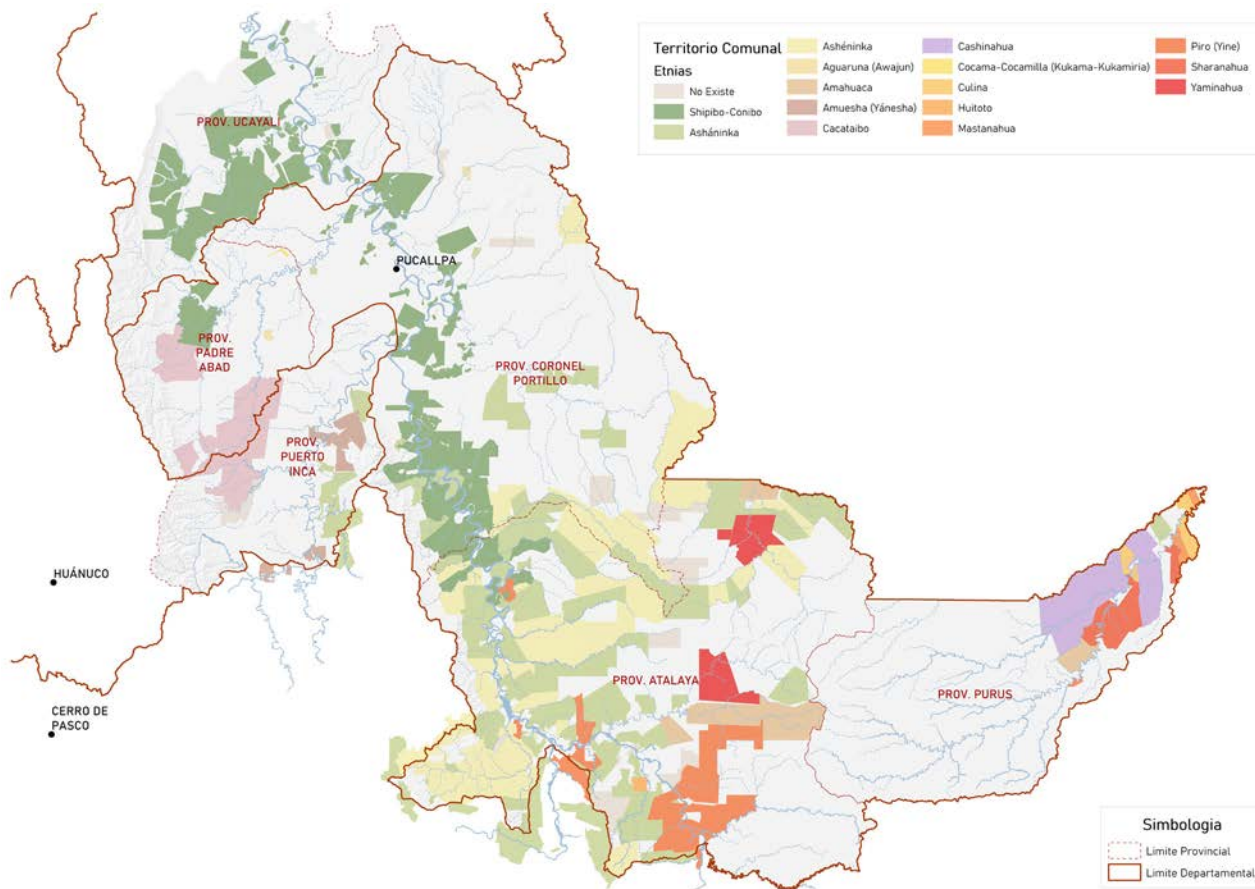 Territorio Comunal
Etnias
No Existe
Shipibo-Conibo
Asháninka
Ashéninka
Aguaruna (Awajun)
Amahuaca
Amuesha (Yánesha)
Cacataibo
Cashinahua
Cocama-Cocamilla (Kukama-Kukamiria)
Culina
Huitoto
Mastanahua
Piro (Yine)
Sharanahua
Yaminahua
PROV. UCAYALI
PUCALLPA
PROV.
PADRE
ABAD
PROV. CORONEL
PORTILLO
PROV.
PUERTO
INCA
HUÁNUCO
PROV. ATALAYA
PROV. PURUS
CERRO DE
PASCO
Simbologia
Limite Provincial
Limite Departamental